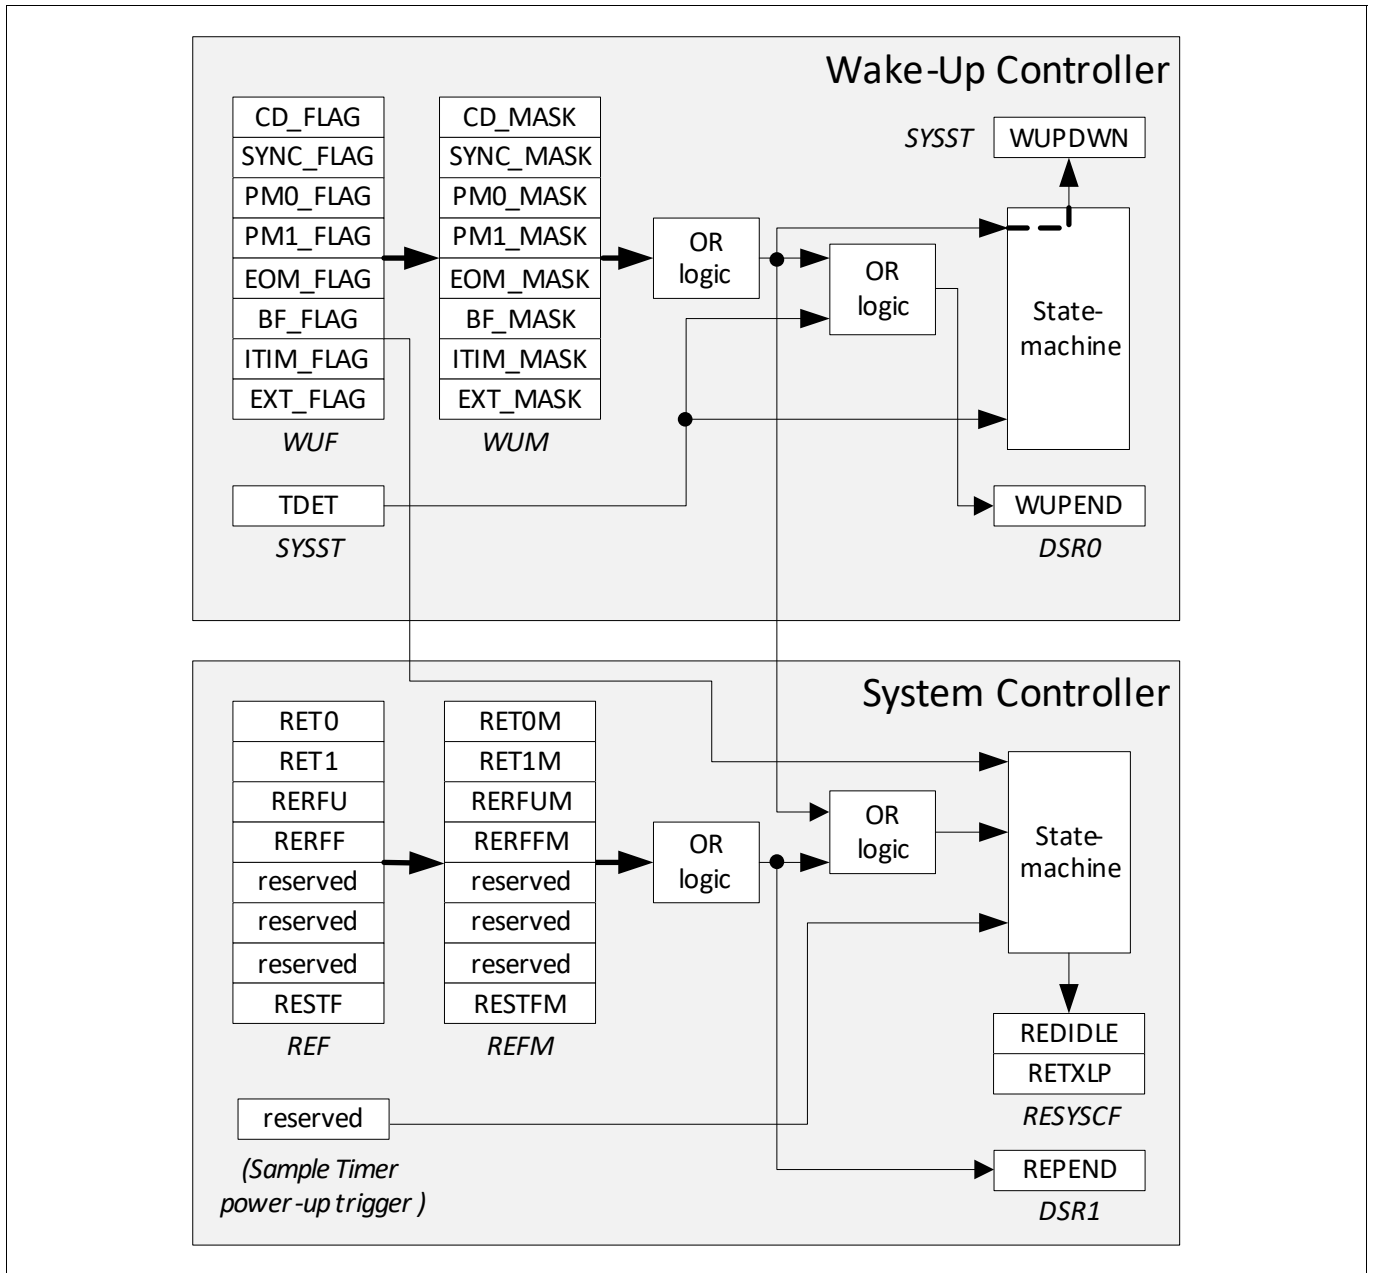 Wake-Up Controller
CD_FLAG
SYNC_FLAG
PM0_FLAG
PM1_FLAG
EOM_FLAG
BF_FLAG
ITIM_FLAG
EXT_FLAG
WUF
CD_MASK
SYNC_MASK
PM0_MASK
PM1_MASK
EOM_MASK
BF_MASK
ITIM_MASK
EXT_MASK
WUM
OR
logic
OR
logic
SYSST
WUPDWN
State-
machine
TDET
SYSST
WUPEND
DSR0
System Controller
RET0
RET1
RERFU
RERFF
reserved
reserved
reserved
RESTF
REF
RET0M
RET1M
RERFUM
RERFFM
reserved
reserved
reserved
RESTFM
REFM
OR
logic
OR
logic
State-
machine
REDIDLE
RETXLP
RESYSCF
reserved
(Sample Timer
power-up trigger )
REPEND
DSR1